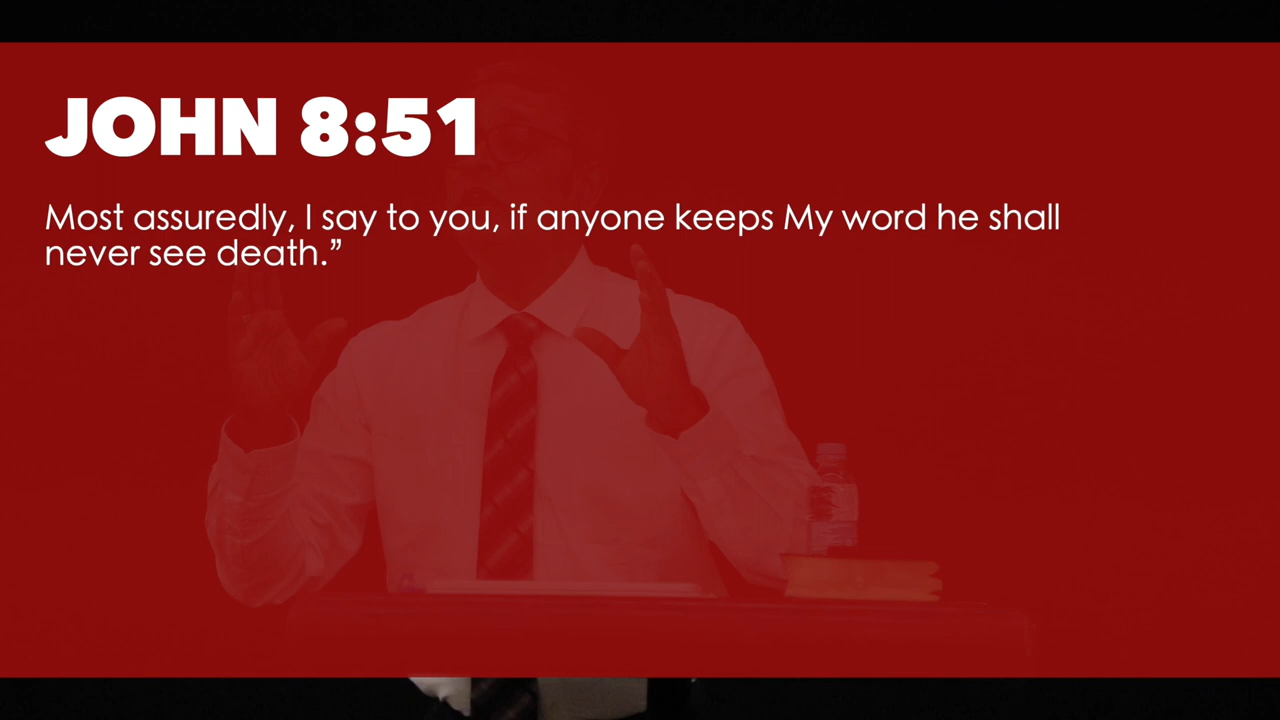 JOHN 8:51
Most assuredly, I say to you, if anyone keeps My word he shall
never see death.”